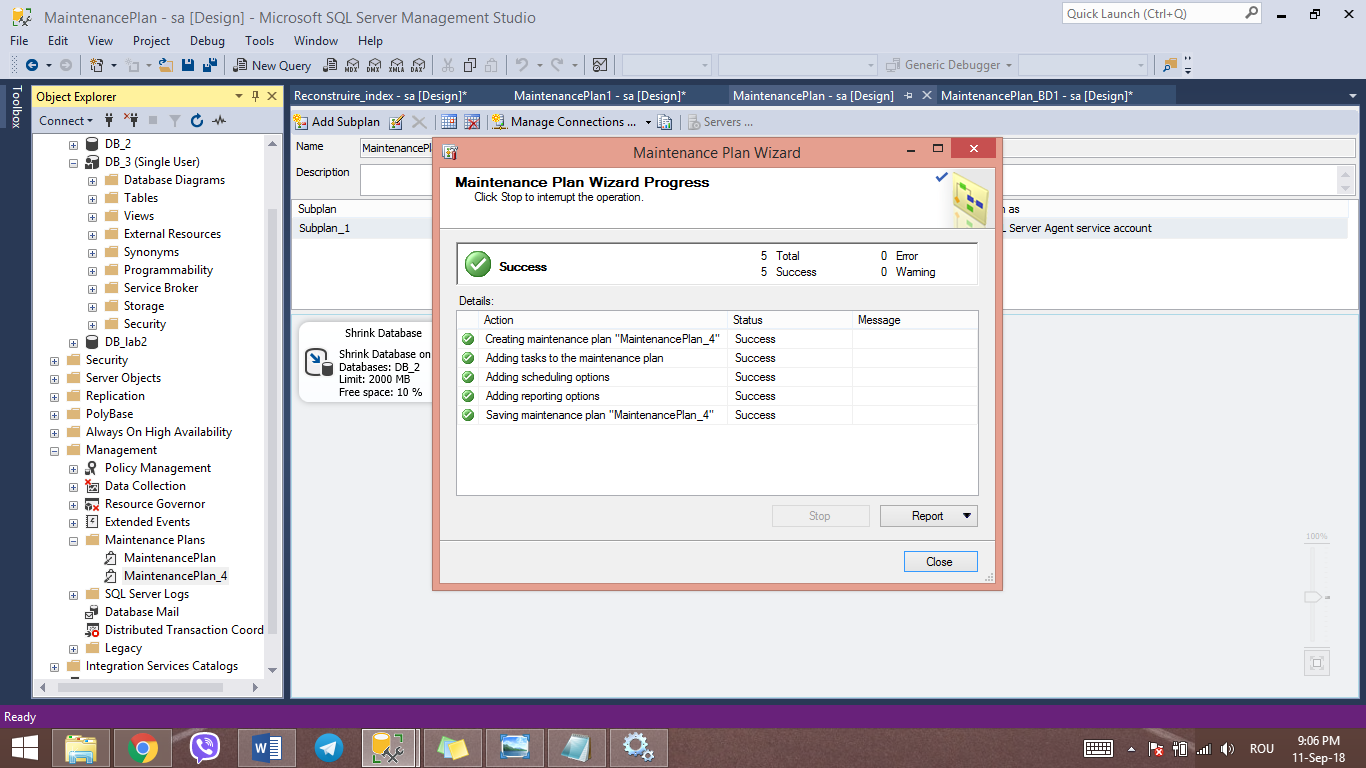 MaintenancePlan - sa [Design] - Microsoft SQL Server Management Studio
Quick Launch (Ctrl+Q)
File Edit View Project Debug Tools Window Help
New Query
MDX DMX XMLA DAX
Generic Debugger
Toolbox
Object Explorer
Connect
DB_2
DB_3 (Single User)
Database Diagrams
Tables
Views
External Resources
Synonyms
Programmability
Service Broker
Storage
Security
DB_lab2
Security
Server Objects
Replication
PolyBase
Always On High Availability
Management
Policy Management
Data Collection
Resource Governor
Extended Events
Maintenance Plans
MaintenancePlan
MaintenancePlan_4
SQL Server Logs
Database Mail
Distributed Transaction Coord
Legacy
Integration Services Catalogs
Reconstruire_index - sa [Design]*
MaintenancePlan1 - sa [Design]*
MaintenancePlan - sa [Design]
MaintenancePlan_BD1 - sa [Design]*
Add Subplan
Manage Connections ...
Servers ...
Name
MaintenancePl
Description
Subplan
n as
Subplan_1
L Server Agent service account
Shrink Database
Shrink Database on
Databases: DB_2
Limit: 2000 MB
Free space: 10 %
Maintenance Plan Wizard
Maintenance Plan Wizard Progress
Click Stop to interrupt the operation.
Success
5 Total
0 Error
5 Success
0 Warning
Details:
Action Status Message
Creating maintenance plan "MaintenancePlan_4" Success
Adding tasks to the maintenance plan Success
Adding scheduling options Success
Adding reporting options Success
Saving maintenance plan "MaintenancePlan_4" Success
Stop
Report
Close
100%
Ready
ROU
9:06 PM
11-Sep-18